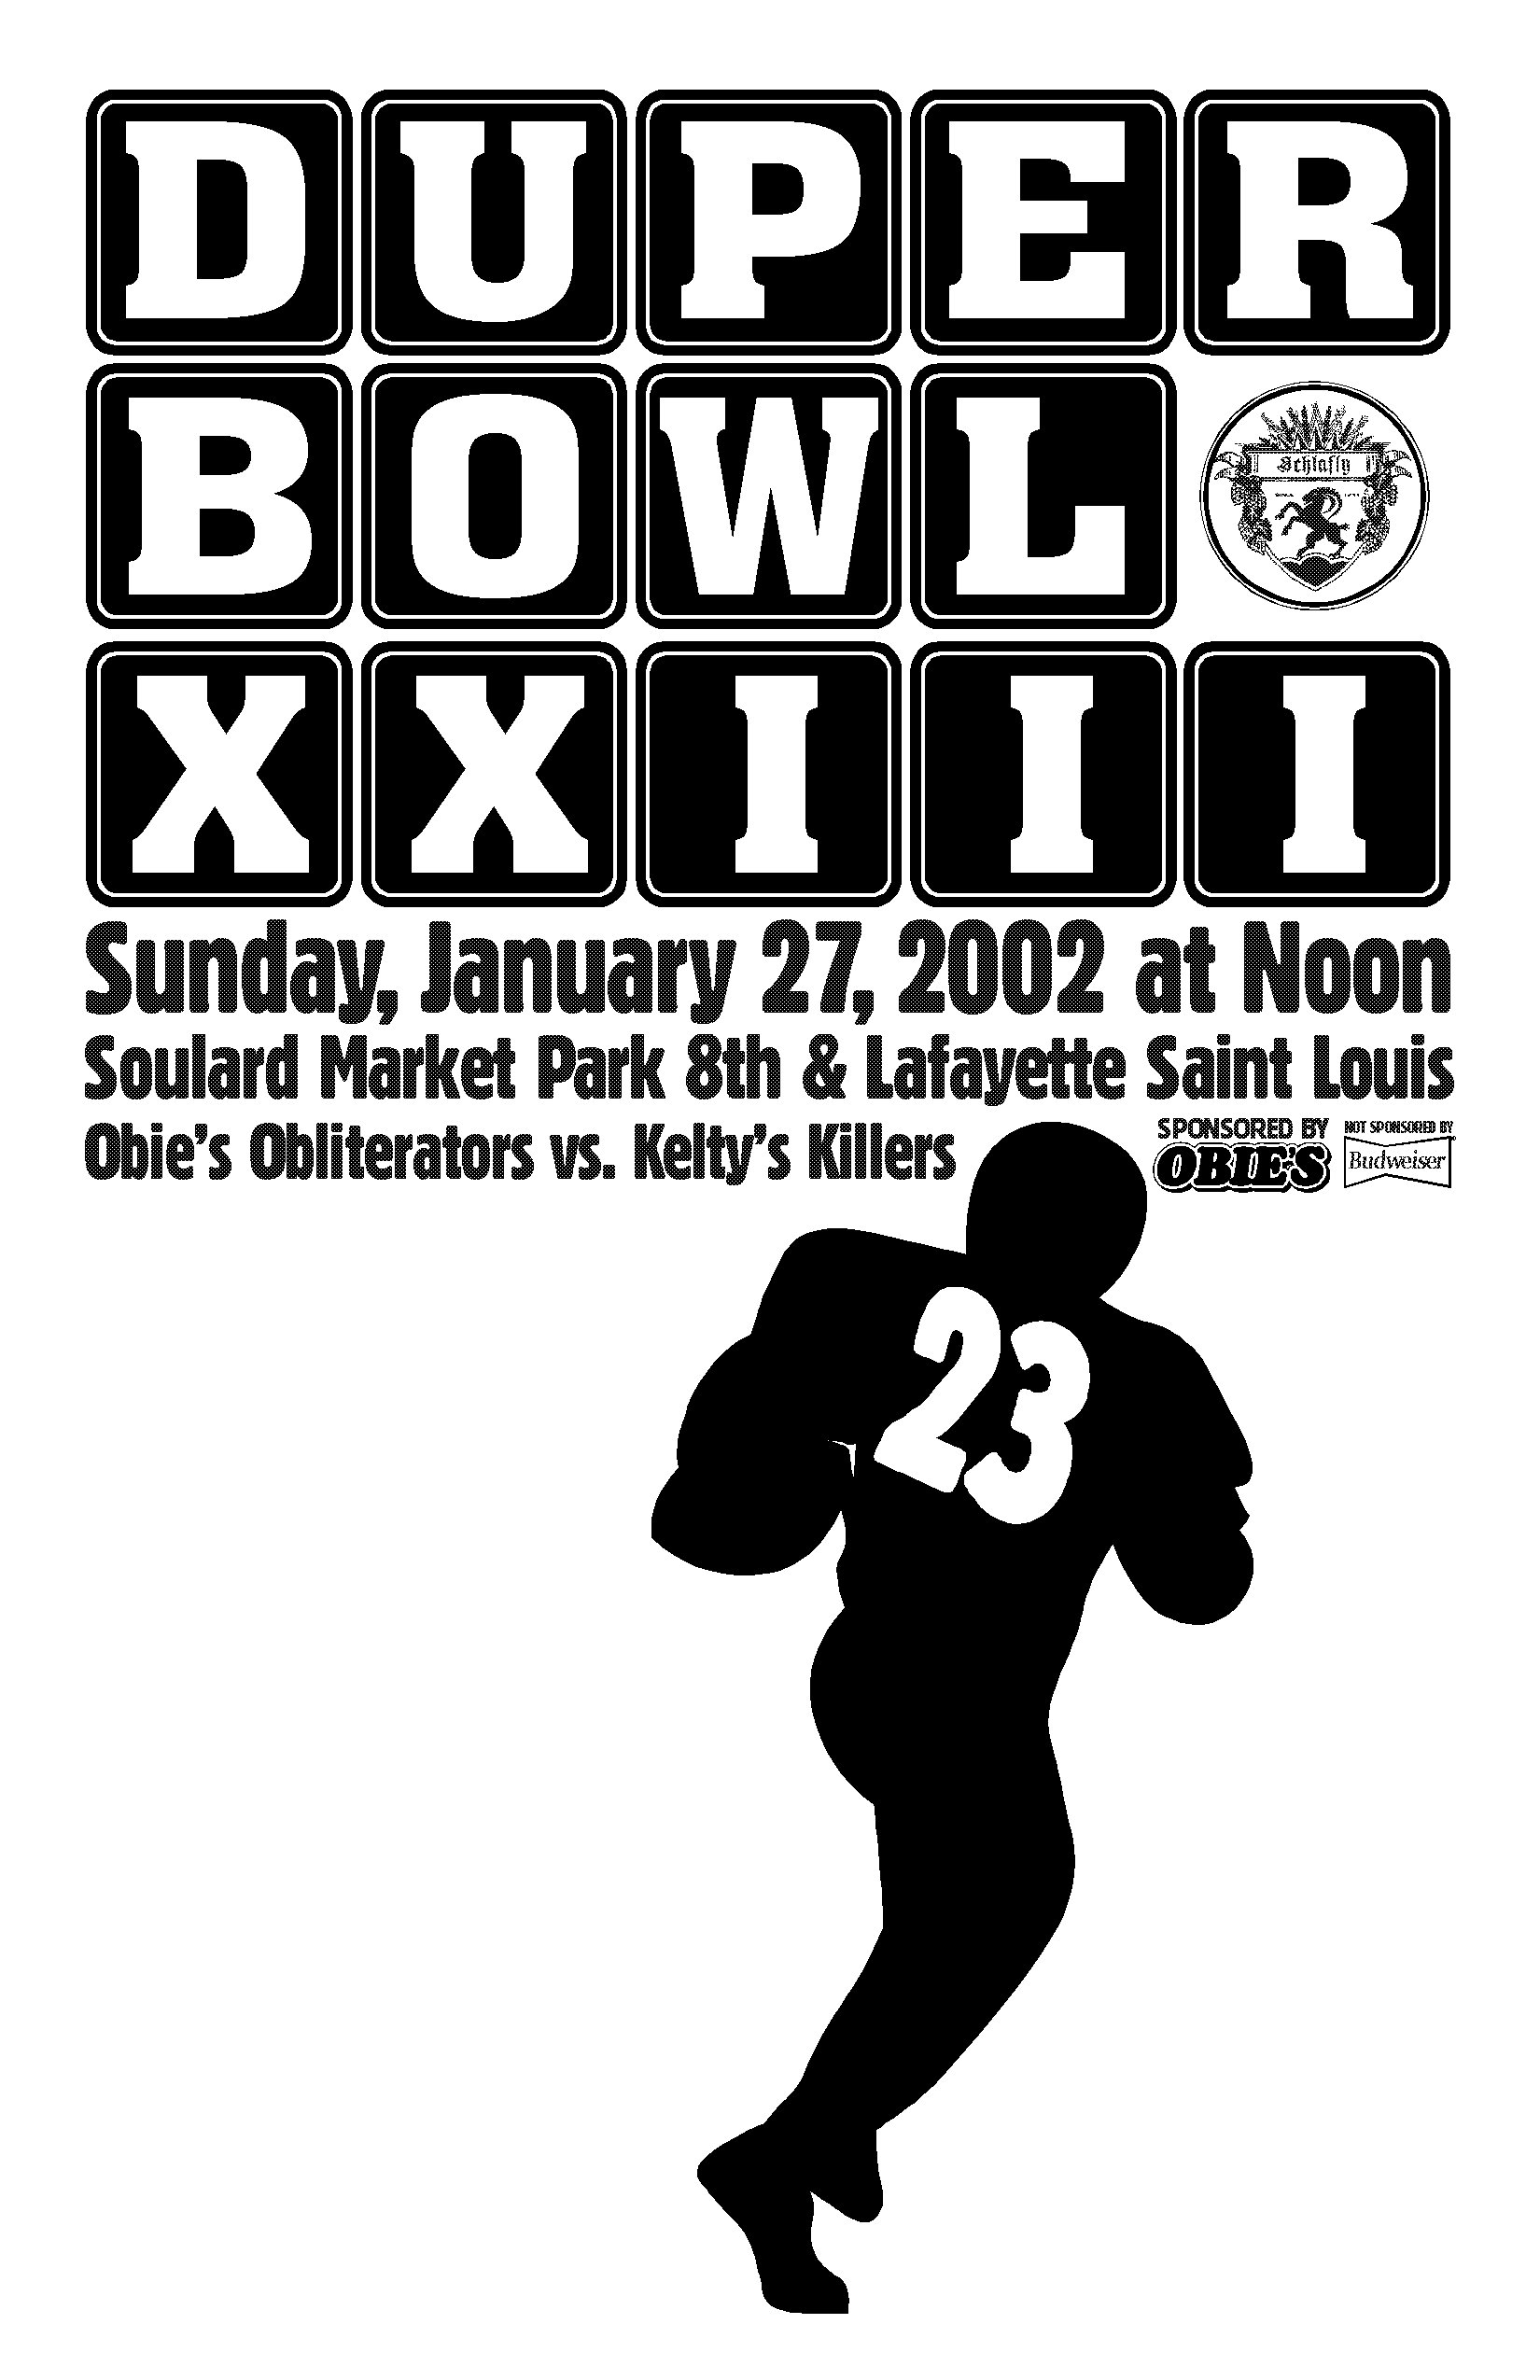 DUPER
BOWL
Schlafly
XXIII
Sunday, January 27, 2002 at Noon
Soulard Market Park 8th & Lafayette Saint Louis
Obie's Obliterators vs. Kelty's Killers
SPONSORED BY
OBIE'S
NOT SPONSORED BY
Budweiser
23